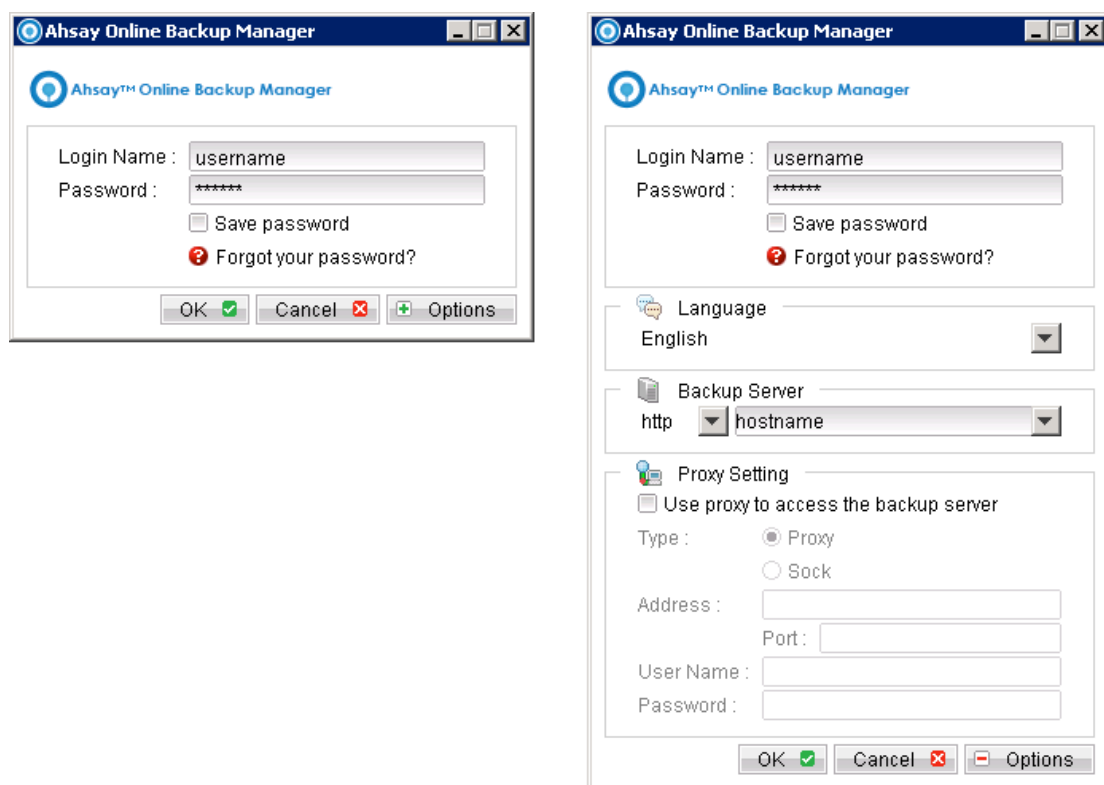 Ahsay Online Backup Manager
Ahsay™ Online Backup Manager
Login Name : username
Password : ******
Save password
Forgot your password?
OK Cancel Options
Ahsay Online Backup Manager
Ahsay™ Online Backup Manager
Login Name : username
Password : ******
Save password
Forgot your password?
Language
English
Backup Server
http hostname
Proxy Setting
Use proxy to access the backup server
Type : Proxy
Sock
Address :
Port :
User Name :
Password :
OK Cancel Options